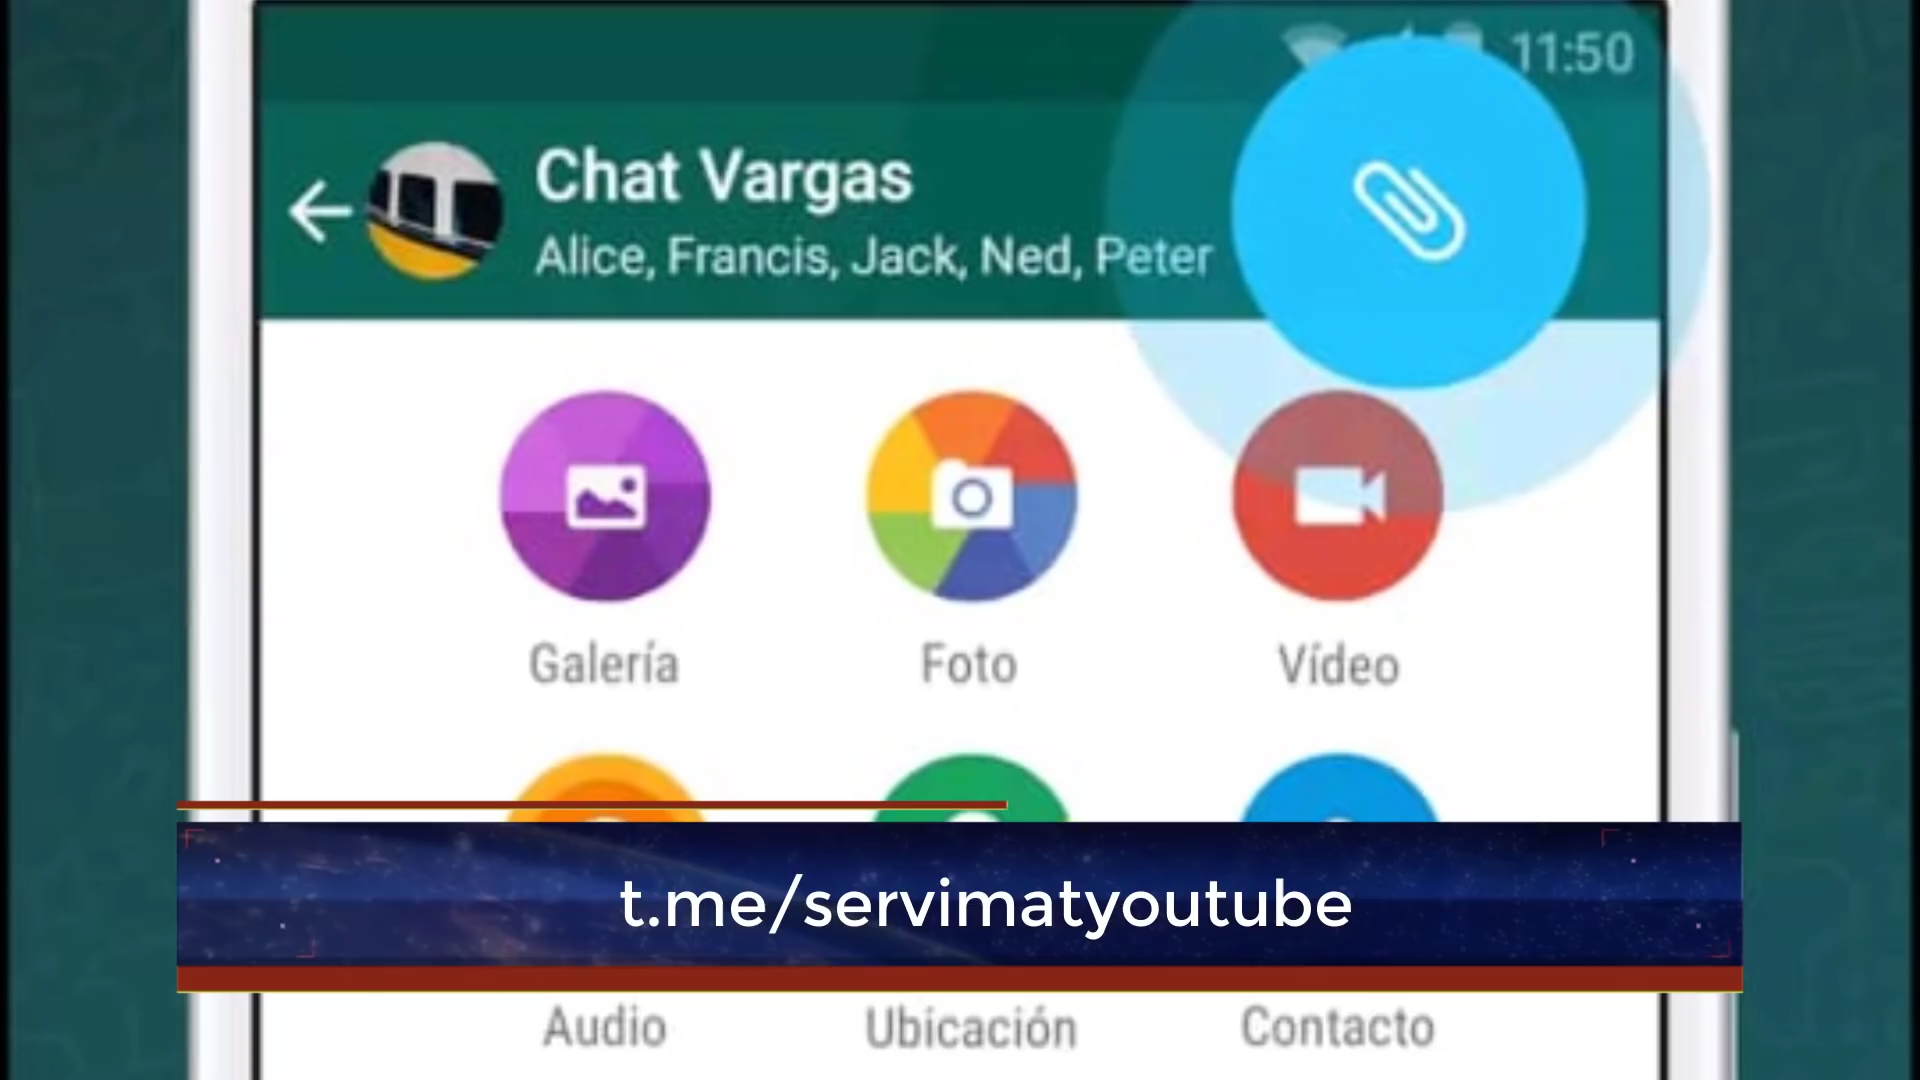 11:50
Chat Vargas
Alice, Francis, Jack, Ned, Peter
Galería
Foto
Vídeo
t.me/servimatyoutube
Audio
Ubicación
Contacto